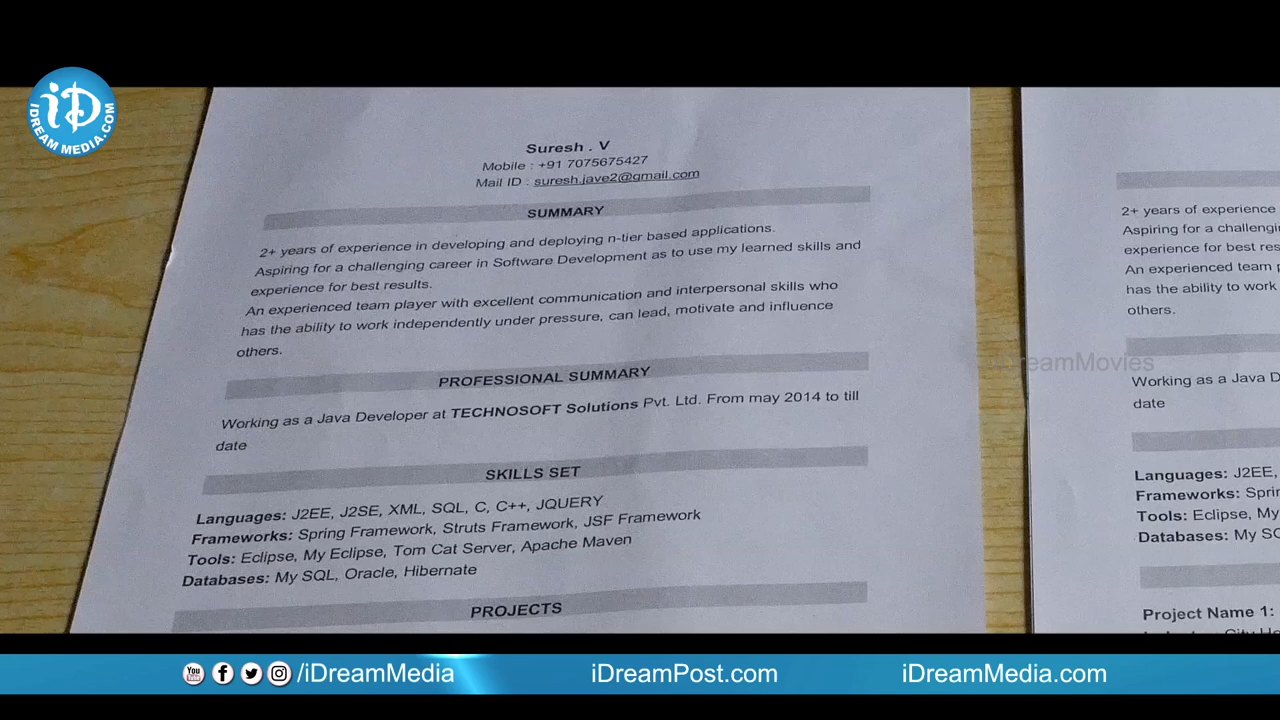 iD
IDREAM MEDIA.COM
Suresh . V
Mobile : +91 7075675427
Mail ID : suresh.jave2@gmail.com
SUMMARY
2+ years of experience in developing and deploying n-tier based applications.
Aspiring for a challenging career in Software Development as to use my learned skills and
experience for best results.
An experienced team player with excellent communication and interpersonal skills who
has the ability to work independently under pressure, can lead, motivate and influence
others.
PROFESSIONAL SUMMARY
Working as a Java Developer at TECHNOSOFT Solutions Pvt. Ltd. From may 2014 to till
date
SKILLS SET
Languages: J2EE, J2SE, XML, SQL, C, C++, JQUERY
Frameworks: Spring Framework, Struts Framework, JSF Framework
Tools: Eclipse, My Eclipse, Tom Cat Server, Apache Maven
Databases: My SQL, Oracle, Hibernate
PROJECTS
2+ years of experience
Aspiring for a
experience for best
An experienced team
has the ability to work
others.
iDreamMovies
Working as a Java
date
Languages: J2EE,
Frameworks:
Tools: Eclipse, My
Databases: My
Project Name 1:
You
/iDreamMedia
iDreamPost.com
iDreamMedia.com